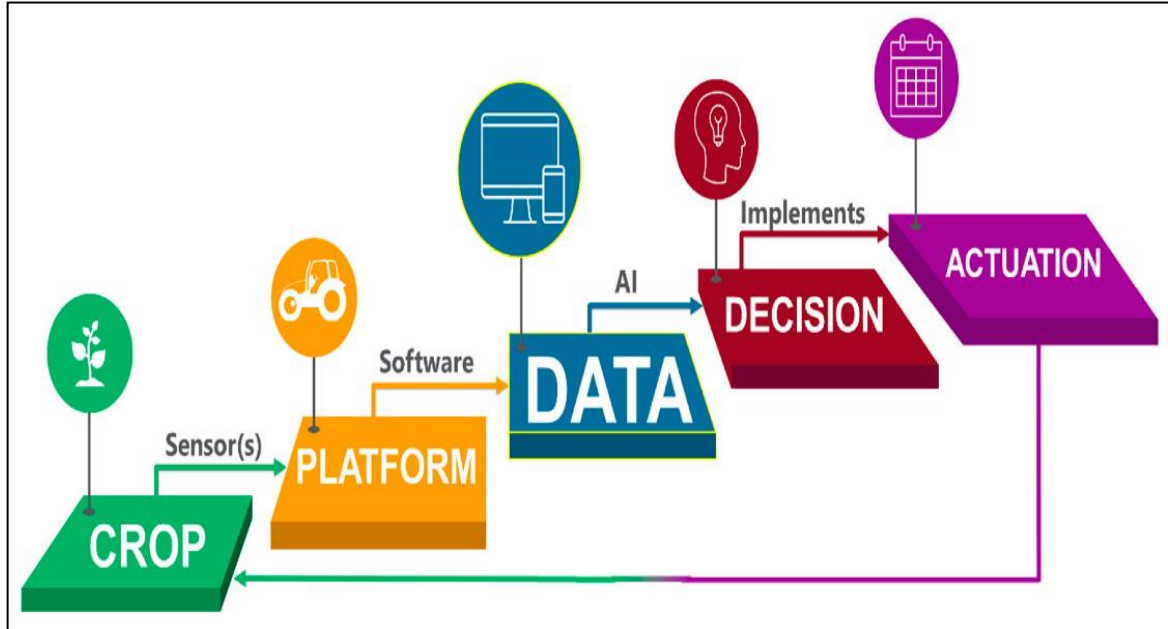 CROP
Sensor(s)
PLATFORM
Software
DATA
AI
DECISION
Implements
ACTUATION